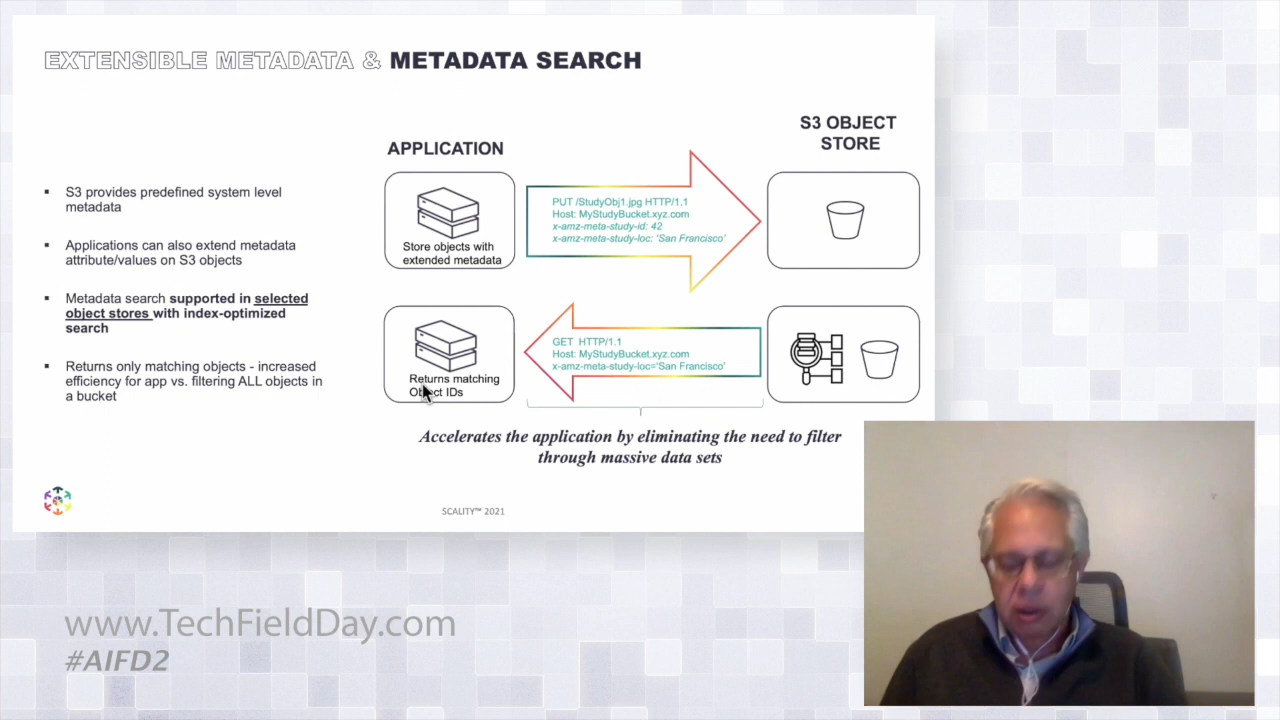 EXTENSIBLE METADATA & METADATA SEARCH
S3 provides predefined system level
metadata
Applications can also extend metadata
attribute/values on S3 objects
Metadata search supported in selected
object stores with index-optimized
search
Returns only matching objects - increased
efficiency for app vs. filtering ALL objects in
a bucket
APPLICATION
S3 OBJECT
STORE
Store objects with
extended metadata
PUT /StudyObj1.jpg HTTP/1.1
Host: MyStudyBucket.xyz.com
x-amz-meta-study-id: 42
x-amz-meta-study-loc: 'San Francisco'
Returns matching
Object IDs
GET HTTP/1.1
Host: MyStudyBucket.xyz.com
x-amz-meta-study-loc='San Francisco'
Accelerates the application by eliminating the need to filter
through massive data sets
SCALITY™ 2021
www.TechFieldDay.com
#AIFD2